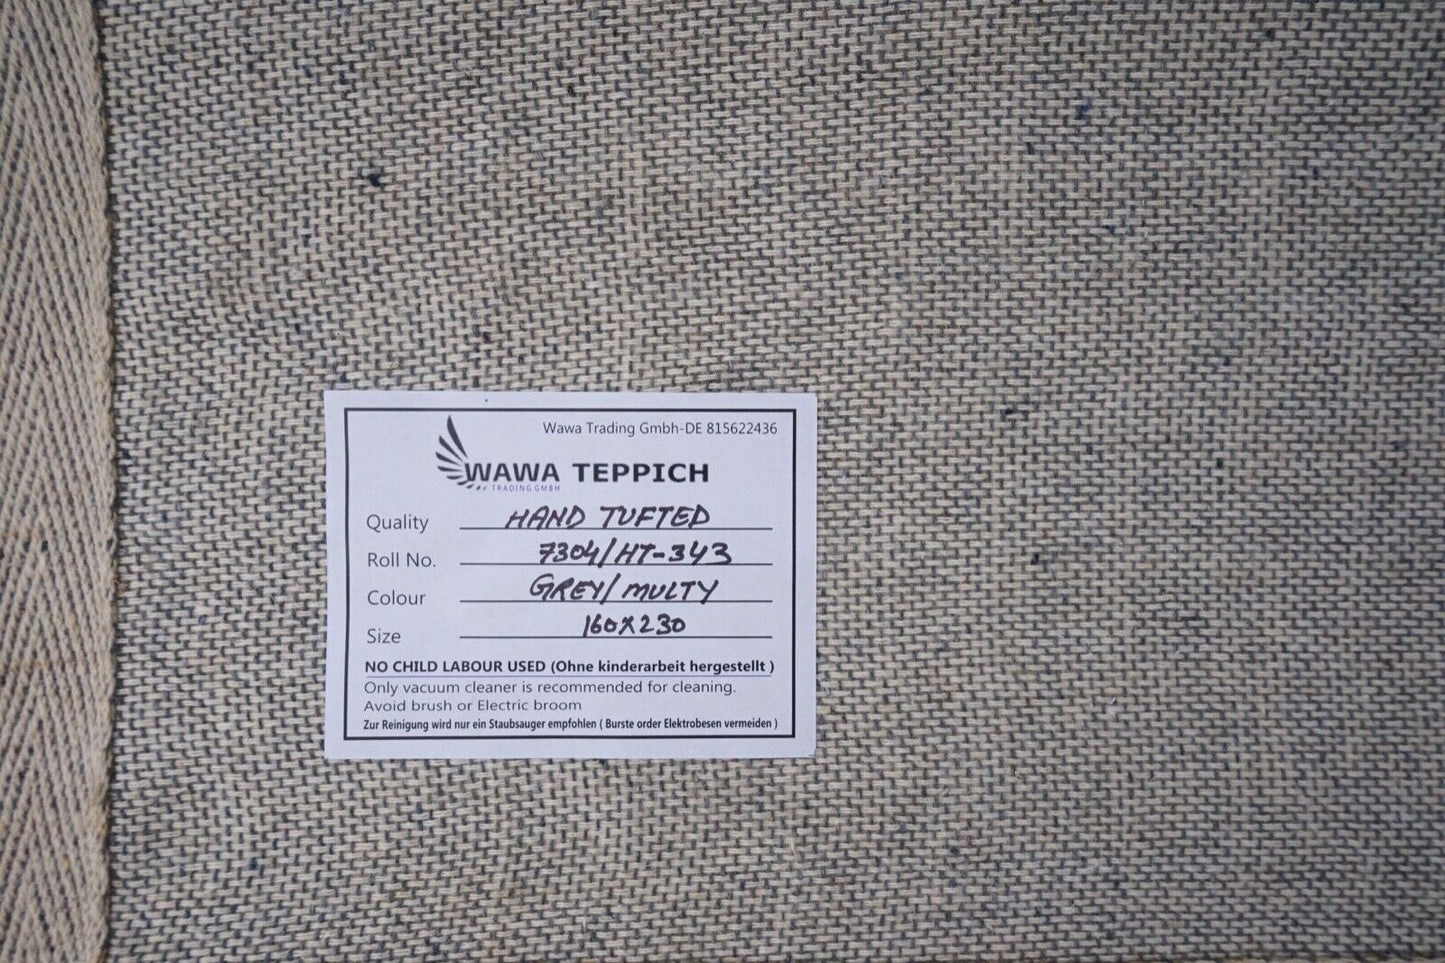 Wawa Trading Gmbh-DE 815622436
WAWA TEPPICH
TRADING GMBH
Quality HAND TUFTED
Roll No. 7304/HT-343
Colour GREY/MULTY
Size 160X230
NO CHILD LABOUR USED (Ohne kinderarbeit hergestellt )
Only vacuum cleaner is recommended for cleaning.
Avoid brush or Electric broom
Zur Reinigung wird nur ein Staubsauger empfohlen ( Burste order Elektrobesen vermeiden )